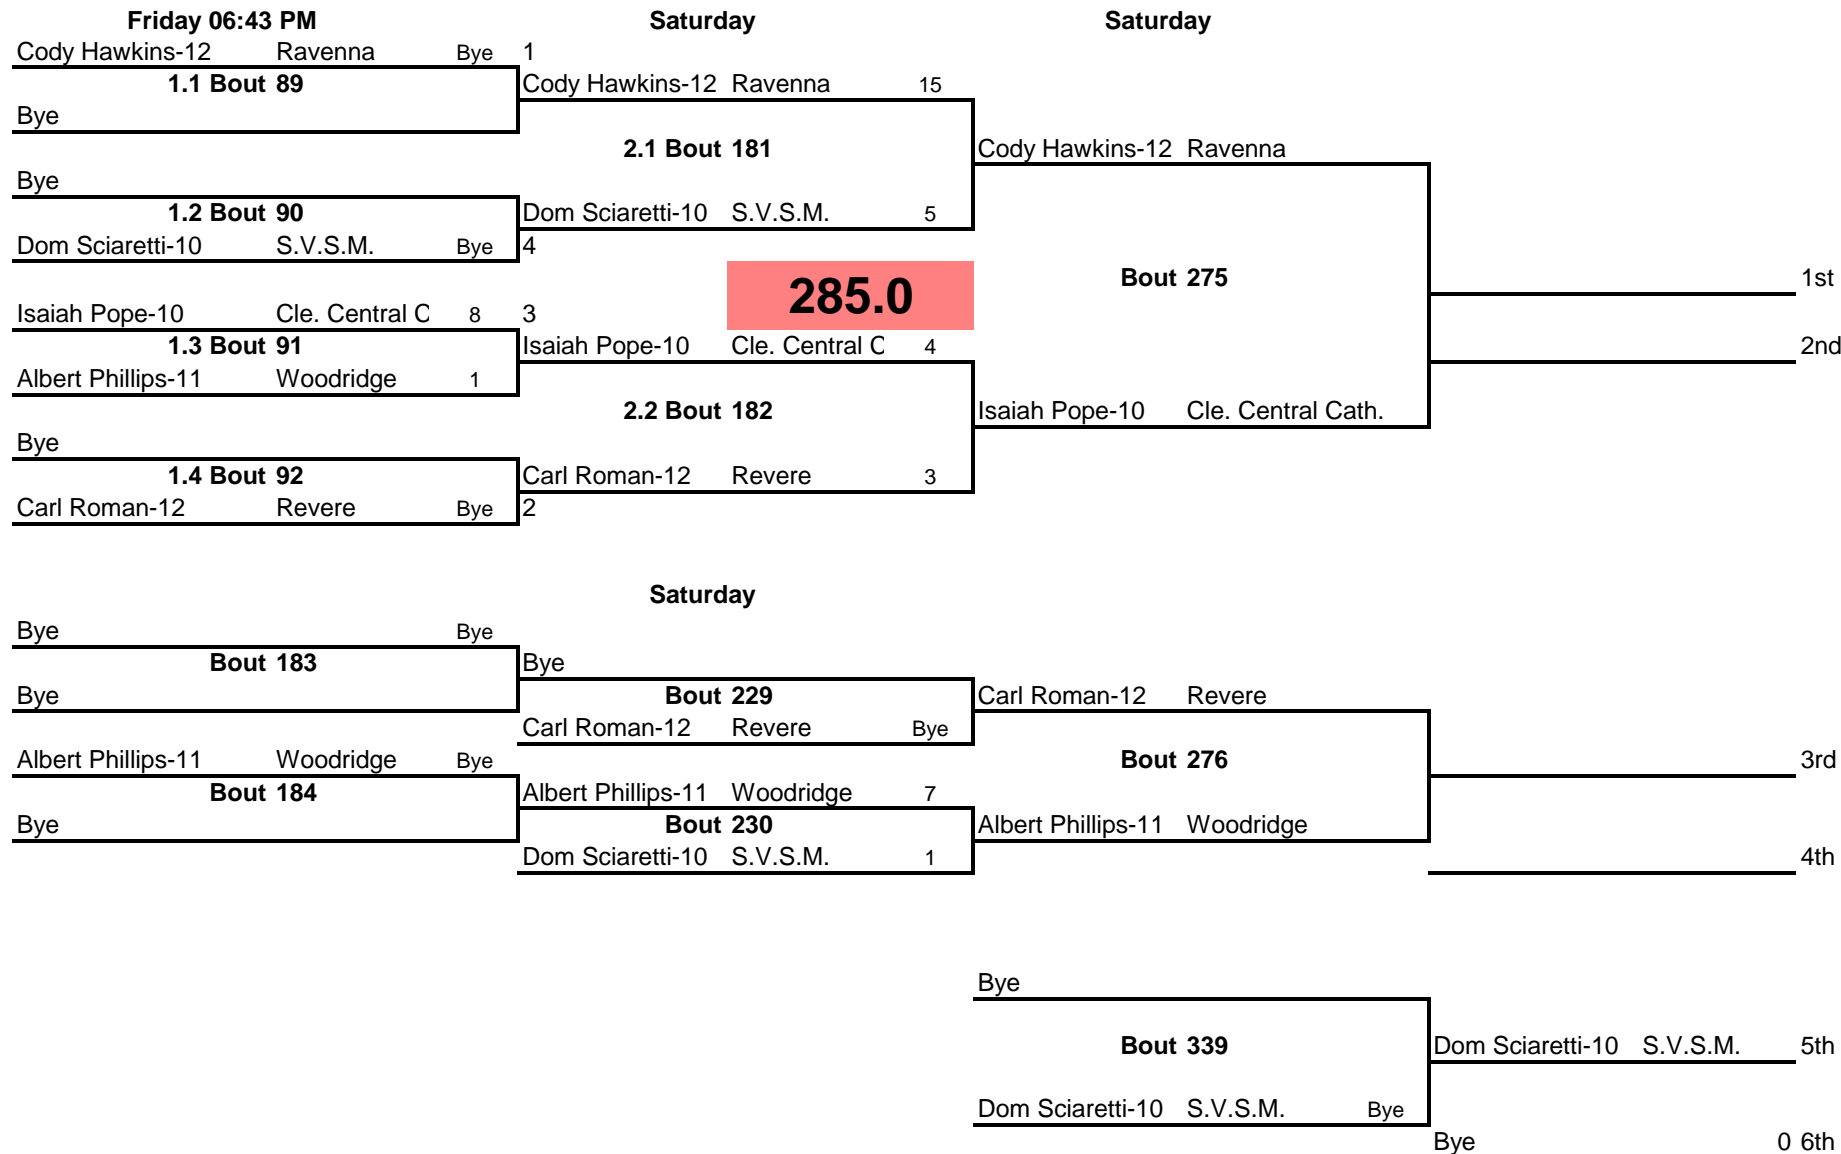 Friday 06:43 PM Saturday Saturday
Cody Hawkins-12 Ravenna Bye 1
1.1 Bout 89 Cody Hawkins-12 Ravenna 15
Bye
2.1 Bout 181 Cody Hawkins-12 Ravenna
Bye
1.2 Bout 90 Dom Sciaretti-10 S.V.S.M. 5
Dom Sciaretti-10 S.V.S.M. Bye 4
285.0 Bout 275 1st
Isaiah Pope-10 Cle. Central C 8 3
1.3 Bout 91 Isaiah Pope-10 Cle. Central C 4 2nd
Albert Phillips-11 Woodridge 1
2.2 Bout 182 Isaiah Pope-10 Cle. Central Cath.
Bye
1.4 Bout 92 Carl Roman-12 Revere 3
Carl Roman-12 Revere Bye 2
Saturday
Bye Bye
Bout 183 Bye
Bye Bout 229 Carl Roman-12 Revere
Carl Roman-12 Revere Bye
Albert Phillips-11 Woodridge Bye Bout 276 3rd
Bout 184 Albert Phillips-11 Woodridge 7
Bye Bout 230 Albert Phillips-11 Woodridge
Dom Sciaretti-10 S.V.S.M. 1 4th
Bye
Bout 339 Dom Sciaretti-10 S.V.S.M. 5th
Dom Sciaretti-10 S.V.S.M. Bye
Bye 0 6th